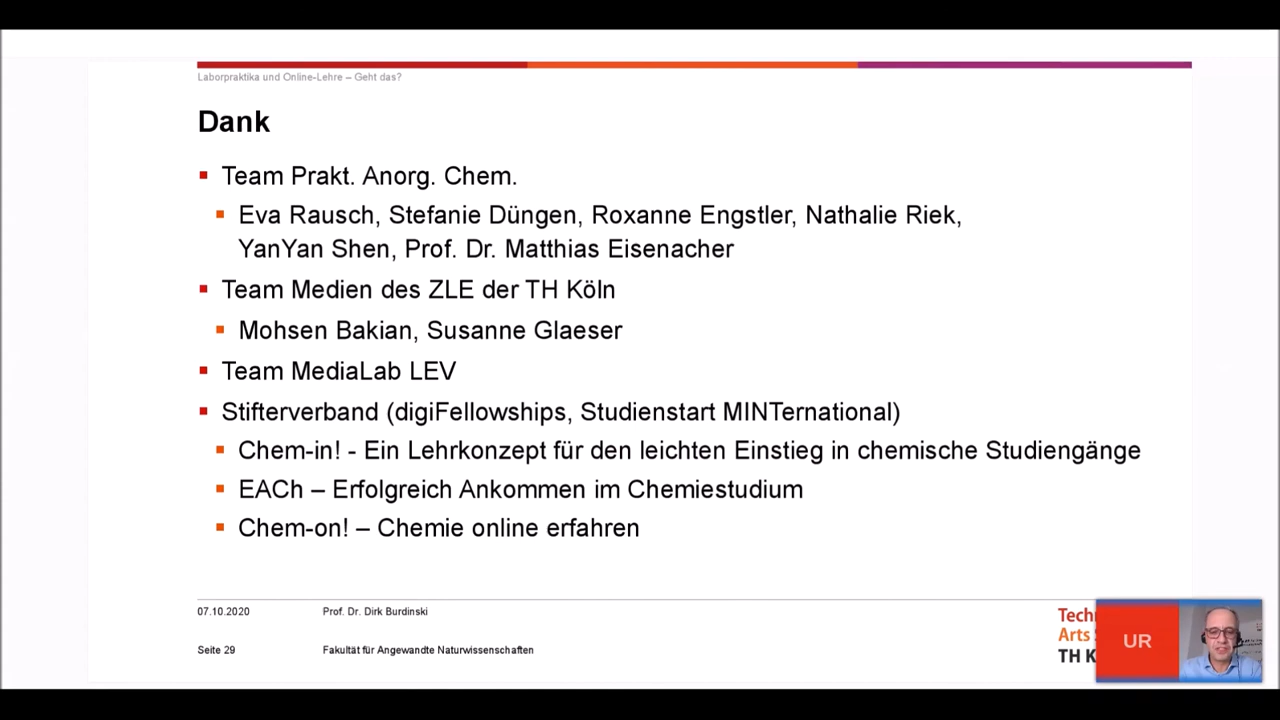 Laborpraktika und Online-Lehre – Geht das?
Dank
Team Prakt. Anorg. Chem.
Eva Rausch, Stefanie Düngen, Roxanne Engstler, Nathalie Riek,
YanYan Shen, Prof. Dr. Matthias Eisenacher
Team Medien des ZLE der TH Köln
Mohsen Bakian, Susanne Glaeser
Team MediaLab LEV
Stifterverband (digiFellowships, Studienstart MINTernational)
Chem-in! - Ein Lehrkonzept für den leichten Einstieg in chemische Studiengänge
EACh – Erfolgreich Ankommen im Chemiestudium
Chem-on! – Chemie online erfahren
07.10.2020 Prof. Dr. Dirk Burdinski
Seite 29 Fakultät für Angewandte Naturwissenschaften
Arts
TH
UR